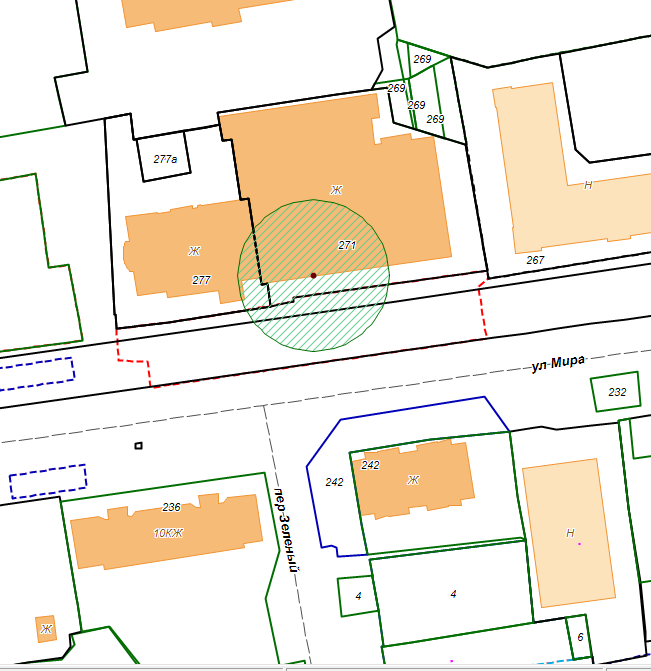 269
269
269
269
277а
Ж
Н
271
Ж
267
277
ул Мира
232
242
242
Ж
236
10КЖ
пер Зеленый
Н
4
4
Ж
6